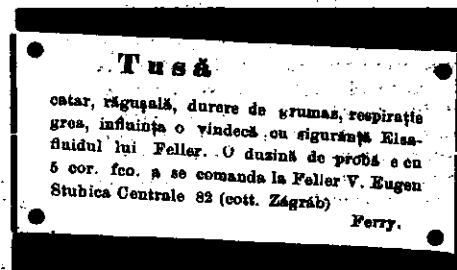 Tusă
catar, răgușală, durere de grumaz, respirație
grea, infiuința o vindecă cu siguranță Elsa-
fluidul lui Feller. O duzină de probă e cu
5 cor. fco. a se comanda la Feller V. Eugen
Stubica Centrale 82 (cott. Zágráb)
Ferry.